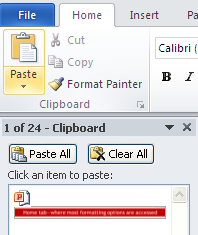 File Home Insert P
Paste
Cut
Copy
Format Painter
Clipboard
Calibri (
B I
1 of 24 - Clipboard
Paste All Clear All
Click an item to paste:
Home tab - where most formatting options are accessed